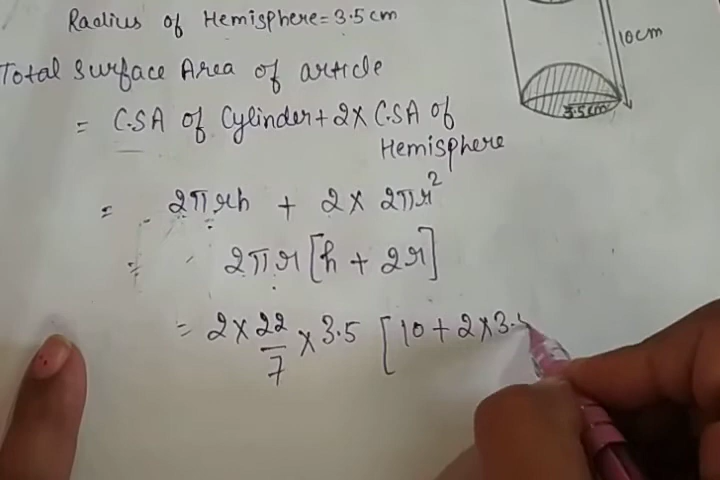 Radius of Hemisphere = 3.5 cm
10cm
Total Surface Area of article
3.5cm
= C.S.A of Cylinder + 2 × C.S.A of
Hemisphere
= 2πrh + 2 × 2πr²
= 2πr [h + 2r]
= 2 × 22/7 × 3.5 [10 + 2 × 3.5